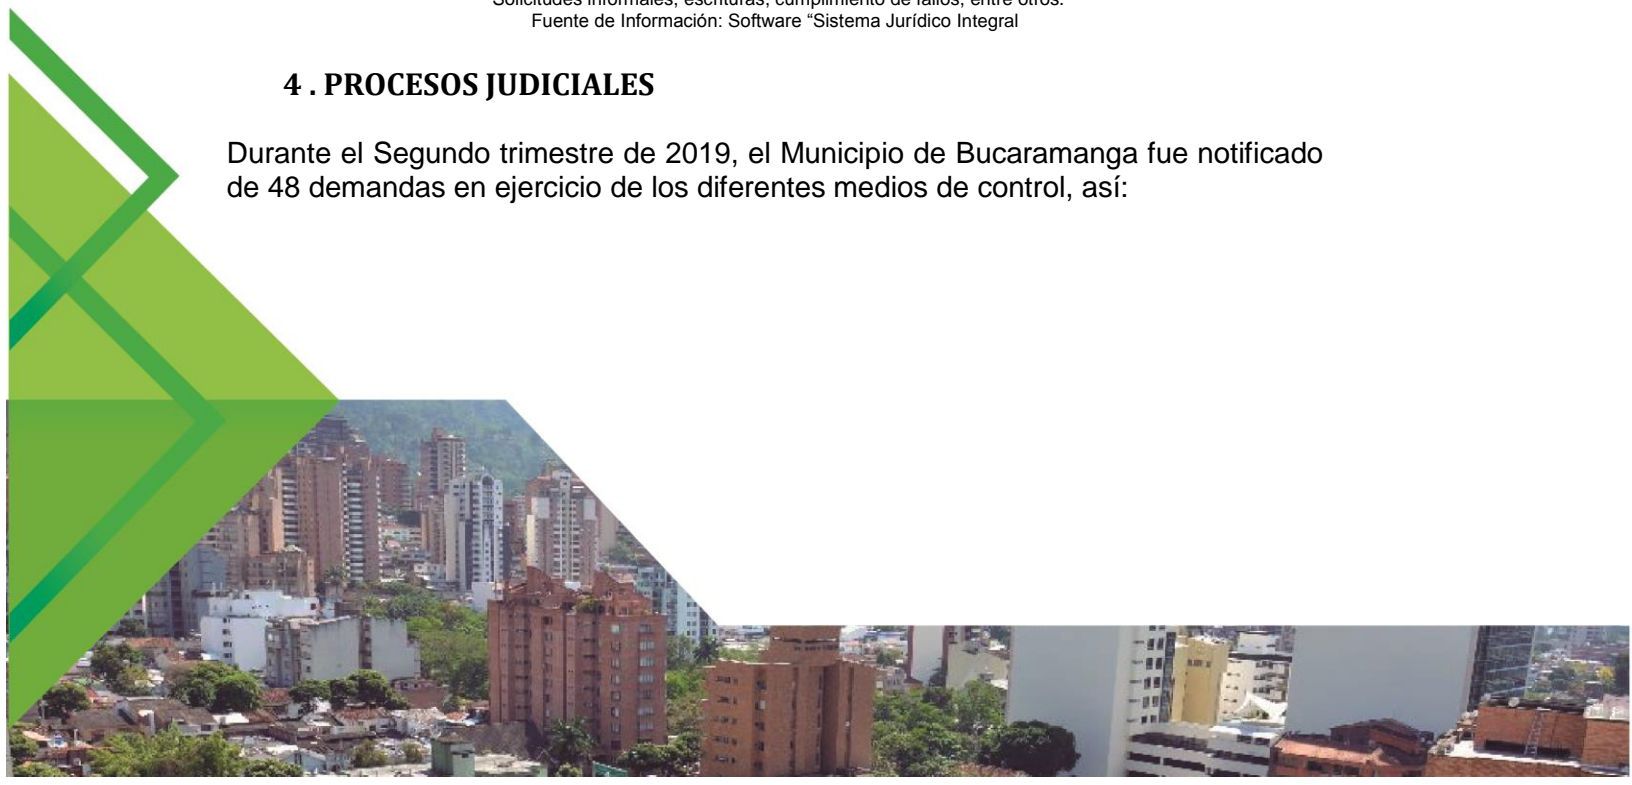 Solicitudes informales, escrituras, cumplimiento de fallos, entre otros.
Fuente de Información: Software “Sistema Jurídico Integral
4 . PROCESOS JUDICIALES
Durante el Segundo trimestre de 2019, el Municipio de Bucaramanga fue notificado
de 48 demandas en ejercicio de los diferentes medios de control, así: